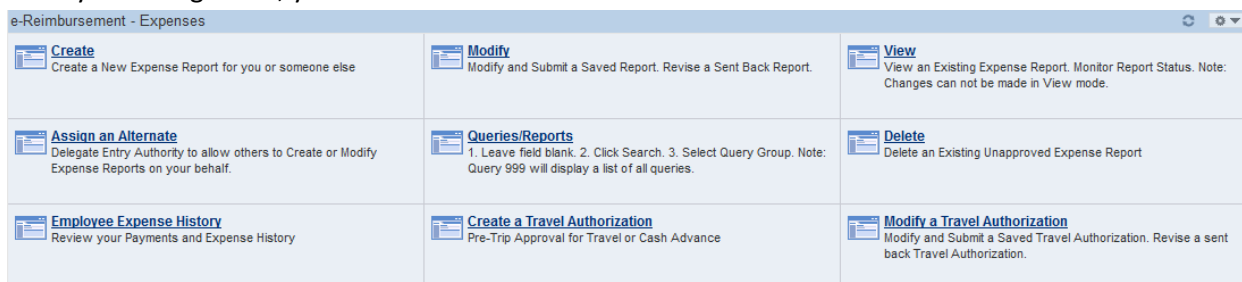 e-Reimbursement - Expenses
Create
Create a New Expense Report for you or someone else
Modify
Modify and Submit a Saved Report. Revise a Sent Back Report.
View
View an Existing Expense Report. Monitor Report Status. Note:
Changes can not be made in View mode.
Assign an Alternate
Delegate Entry Authority to allow others to Create or Modify
Expense Reports on your behalf.
Queries/Reports
1. Leave field blank. 2. Click Search. 3. Select Query Group. Note:
Query 999 will display a list of all queries.
Delete
Delete an Existing Unapproved Expense Report
Employee Expense History
Review your Payments and Expense History
Create a Travel Authorization
Pre-Trip Approval for Travel or Cash Advance
Modify a Travel Authorization
Modify and Submit a Saved Travel Authorization. Revise a sent
back Travel Authorization.